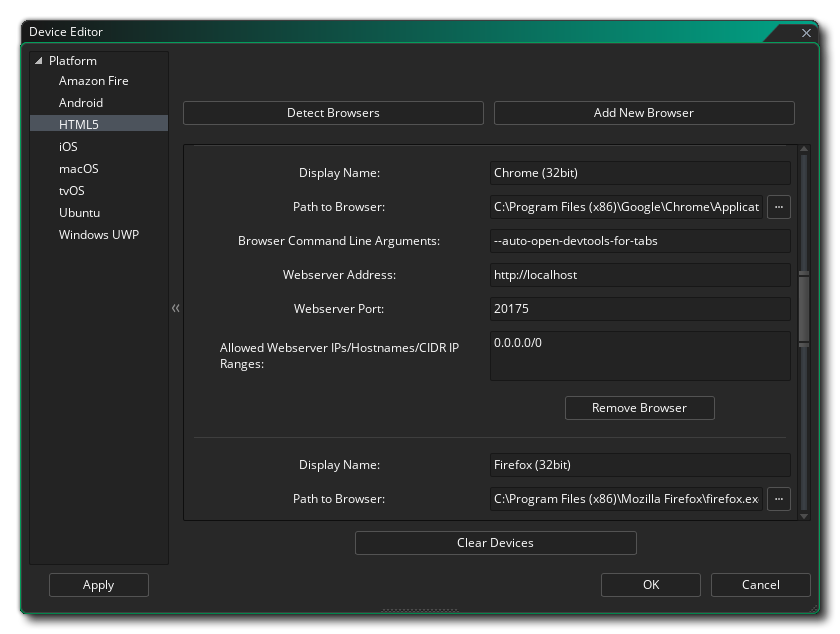 Device Editor
Platform
Amazon Fire
Android
HTML5
iOS
macOS
tvOS
Ubuntu
Windows UWP
Detect Browsers
Add New Browser
Display Name:
Chrome (32bit)
Path to Browser:
C:\Program Files (x86)\Google\Chrome\Applicat
...
Browser Command Line Arguments:
--auto-open-devtools-for-tabs
Webserver Address:
http://localhost
Webserver Port:
20175
Allowed Webserver IPs/Hostnames/CIDR IP
Ranges:
0.0.0.0/0
Remove Browser
Display Name:
Firefox (32bit)
Path to Browser:
C:\Program Files (x86)\Mozilla Firefox\firefox.ex
...
Clear Devices
Apply
OK
Cancel